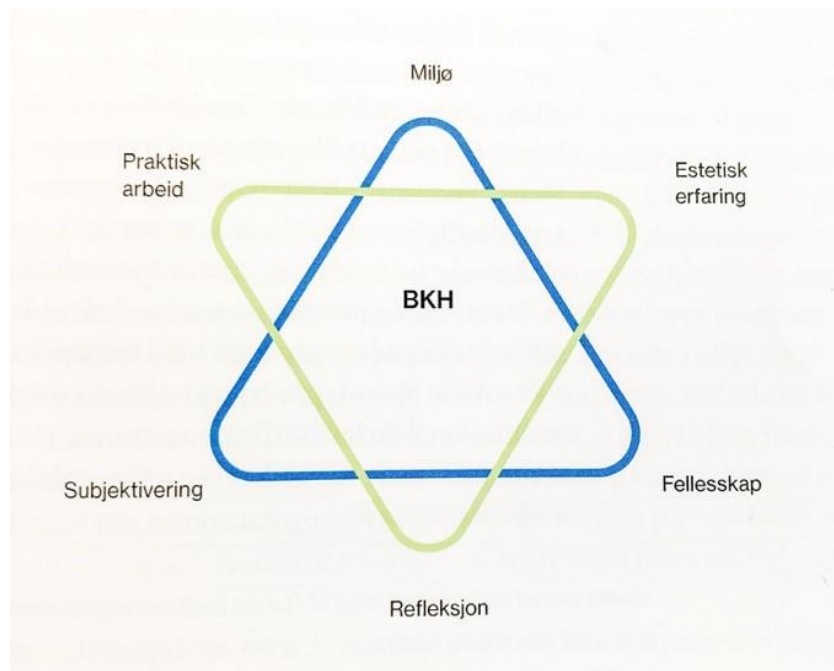 Miljø
Praktisk
arbeid
Estetisk
erfaring
BKH
Subjektivering
Fellesskap
Refleksjon